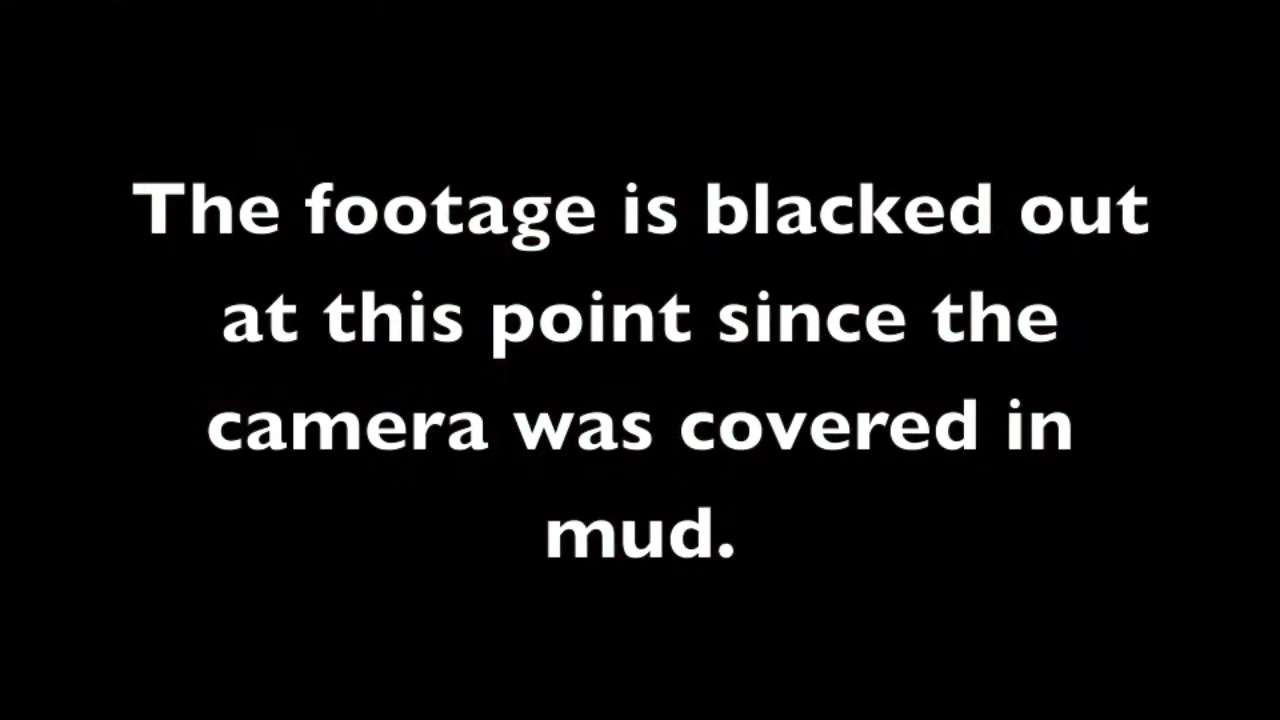 The footage is blacked out
at this point since the
camera was covered in
mud.